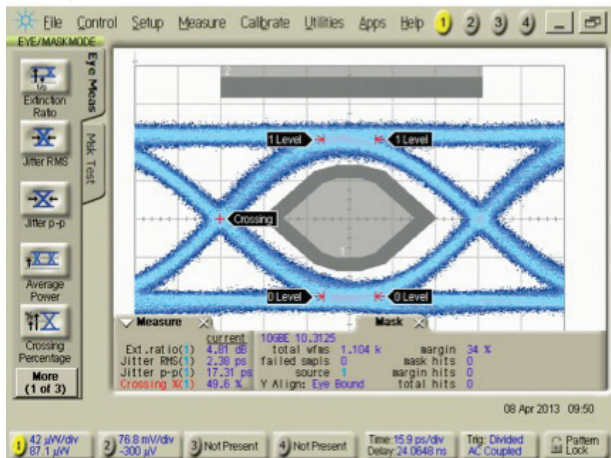 File Control Setup Measure Calibrate Utilities Apps Help 1 2 3 4
EYE/MASKMODE
Eye Meas
Msk Test
Extinction
Ratio
Jitter RMS
Jitter p-p
Average
Power
Crossing
Percentage
More
(1 of 3)
2
1 Level 1 Level
Crossing
1
0 Level 0 Level
Measure Mask
current
Ext.ratio(1) 4.81 dB
Jitter RMS(1) 2.38 ps
Jitter p-p(1) 17.31 ps
Crossing %(1) 49.6 %
10GBE 10.3125
total wfms 1.104 k margin 34 %
failed smpls 0 mask hits 0
source 1 margin hits 0
Y Align: Eye Bound total hits 0
08 Apr 2013 09:50
1 42 µW/div
87.1 µW
2 76.8 mV/div
-300 µV
3 Not Present
4 Not Present
Time:15.9 ps/div
Delay:24.0648 ns
Trig: Divided
AC Coupled
Pattern
Lock